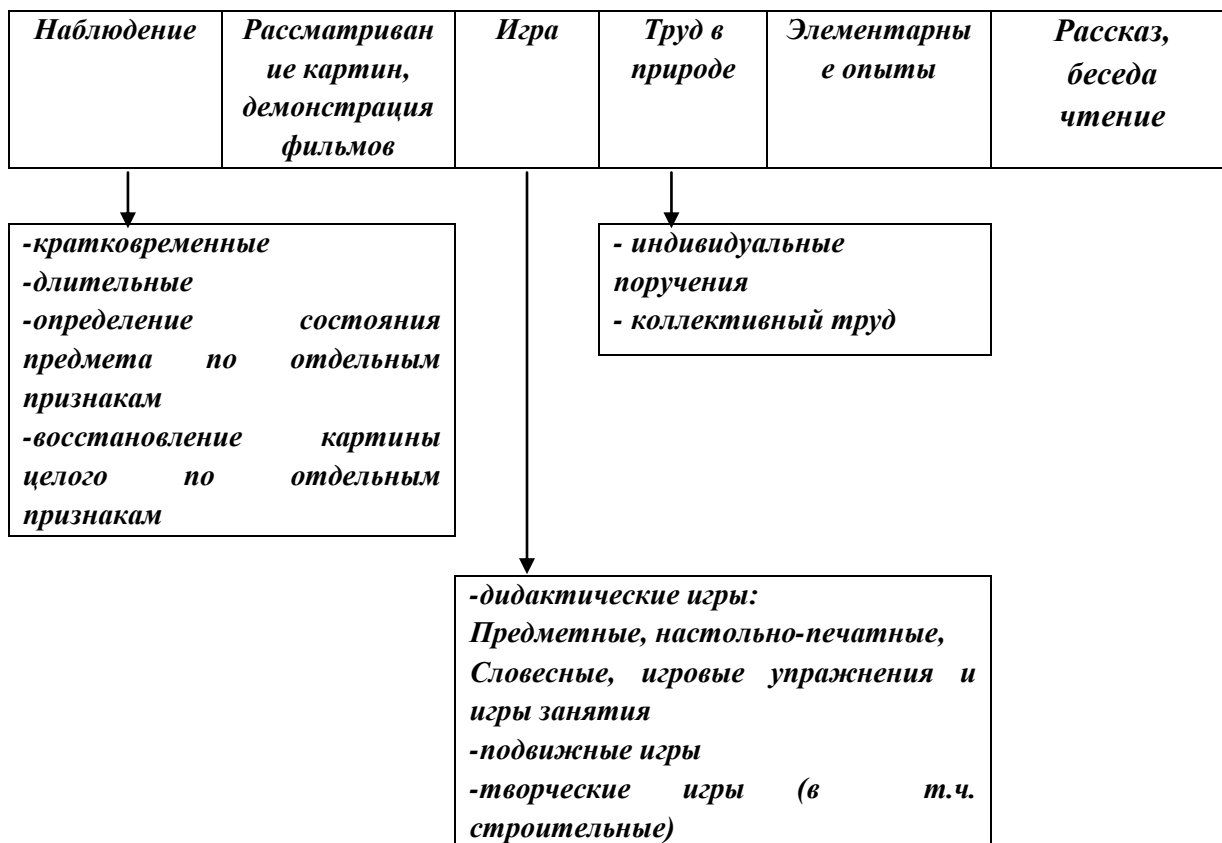 Наблюдение
Рассматриван
ие картин,
демонстрация
фильмов
Игра
Труд в
природе
Элементарны
е опыты
Рассказ,
беседа
чтение
-кратковременные
-длительные
-определение состояния
предмета по отдельным
признакам
-восстановление картины
целого по отдельным
признакам
- индивидуальные
поручения
- коллективный труд
-дидактические игры:
Предметные, настольно-печатные,
Словесные, игровые упражнения и
игры занятия
-подвижные игры
-творческие игры (в т.ч.
строительные)